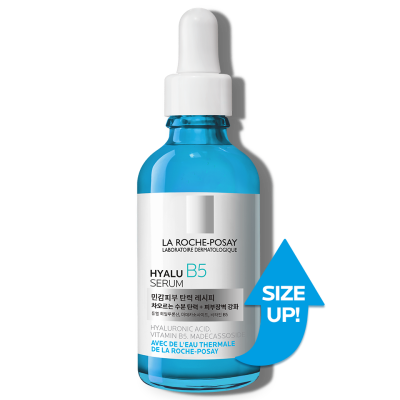 LA ROCHE-POSAY
LABORATOIRE DERMATOLOGIQUE
HYALU B5
SERUM
민감피부 탄력 레시피
차오르는 수분 탄력 + 피부장벽 강화
HYALURONIC ACID,
VITAMIN B5, MADECASSOSIDE
AVEC DE L'EAU THERMALE
DE LA ROCHE-POSAY
SIZE
UP!